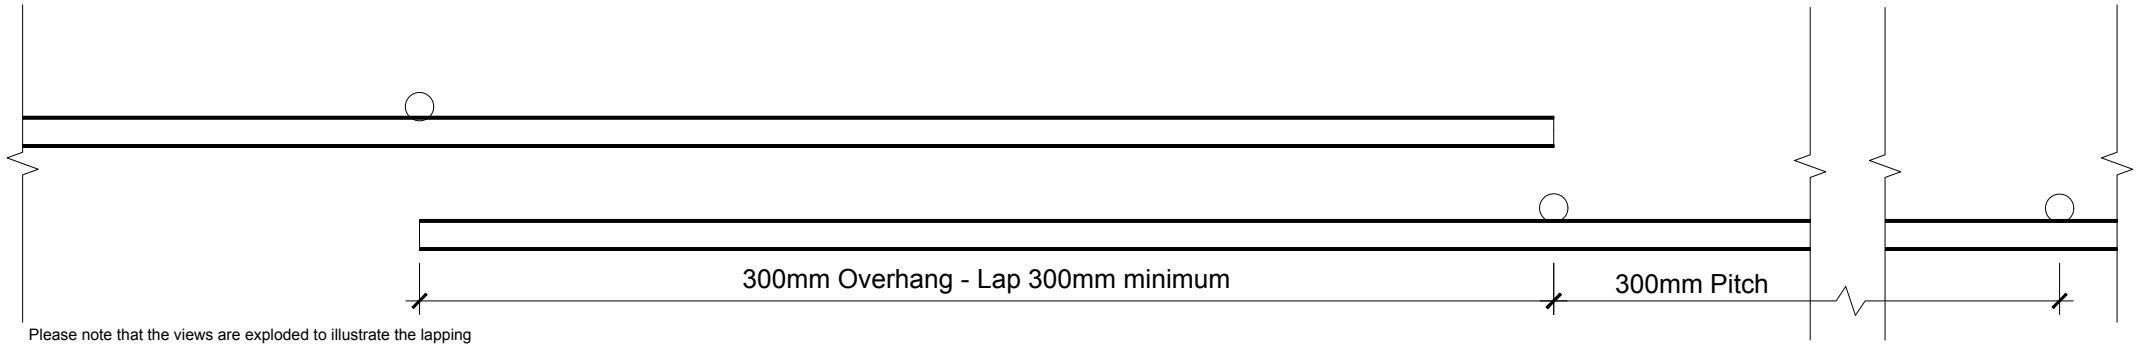 300mm Overhang - Lap 300mm minimum
300mm Pitch
Please note that the views are exploded to illustrate the lapping